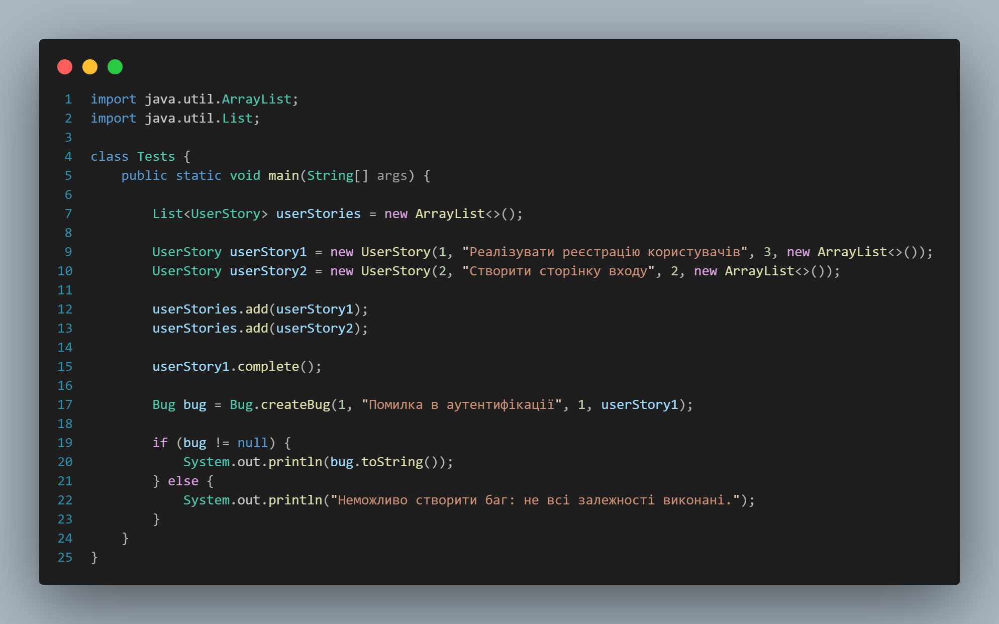 1 import java.util.ArrayList;
2 import java.util.List;
3
4 class Tests {
5     public static void main(String[] args) {
6
7         List<UserStory> userStories = new ArrayList<>();
8
9         UserStory userStory1 = new UserStory(1, "Реалізувати реєстрацію користувачів", 3, new ArrayList<>());
10         UserStory userStory2 = new UserStory(2, "Створити сторінку входу", 2, new ArrayList<>());
11
12         userStories.add(userStory1);
13         userStories.add(userStory2);
14
15         userStory1.complete();
16
17         Bug bug = Bug.createBug(1, "Помилка в аутентифікації", 1, userStory1);
18
19         if (bug != null) {
20             System.out.println(bug.toString());
21         } else {
22             System.out.println("Неможливо створити баг: не всі залежності виконані.");
23         }
24     }
25 }